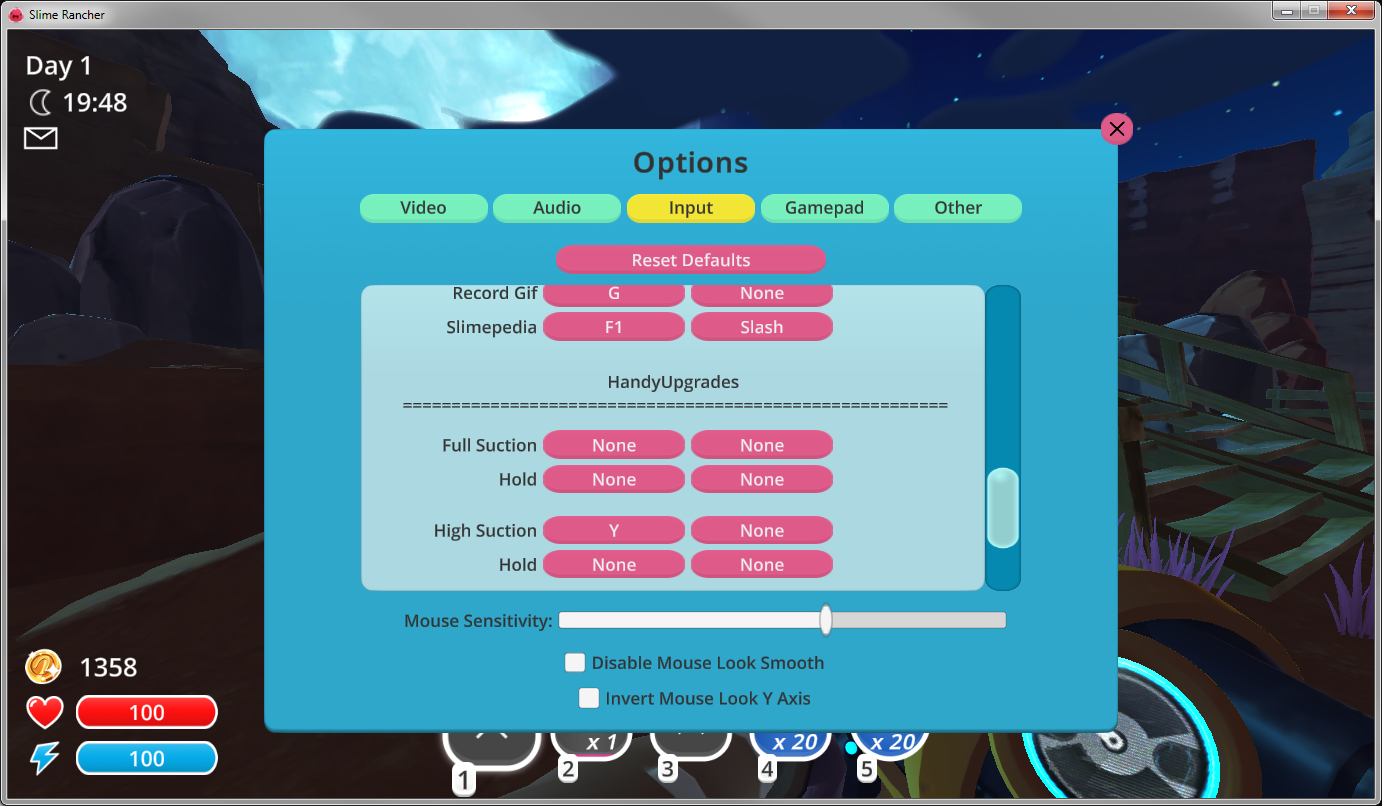 Slime Rancher
Day 1
19:48
Options
Video Audio Input Gamepad Other
Reset Defaults
Record Gif G None
Slimepedia F1 Slash
HandyUpgrades
========================================================
Full Suction None None
Hold None None
High Suction Y None
Hold None None
Mouse Sensitivity:
Disable Mouse Look Smooth
Invert Mouse Look Y Axis
1358
100
100
x 1 x 20 x 20
1 2 3 4 5